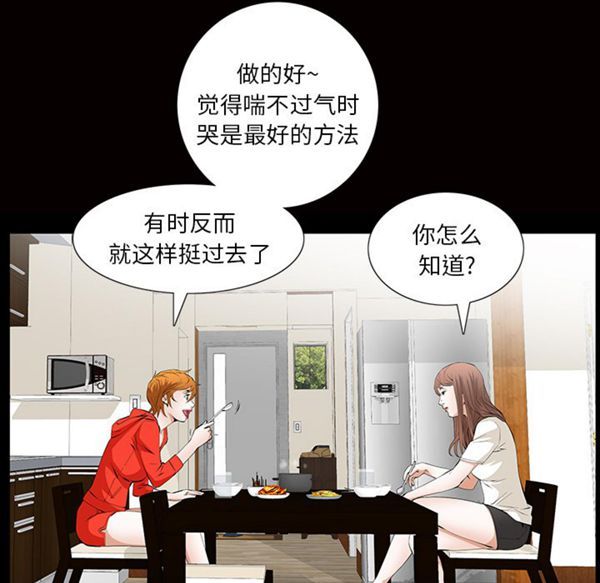 做的好~
觉得喘不过气时
哭是最好的方法
有时反而
就这样挺过去了
你怎么
知道?